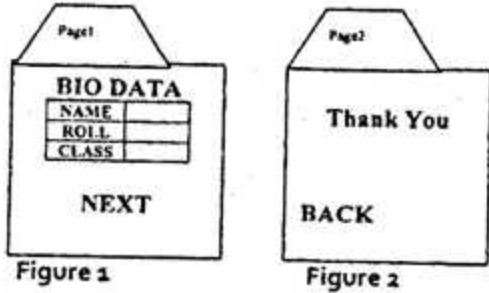 Page1
BIO DATA
NAME
ROLL
CLASS
NEXT
Figure 1
Page2
Thank You
BACK
Figure 2